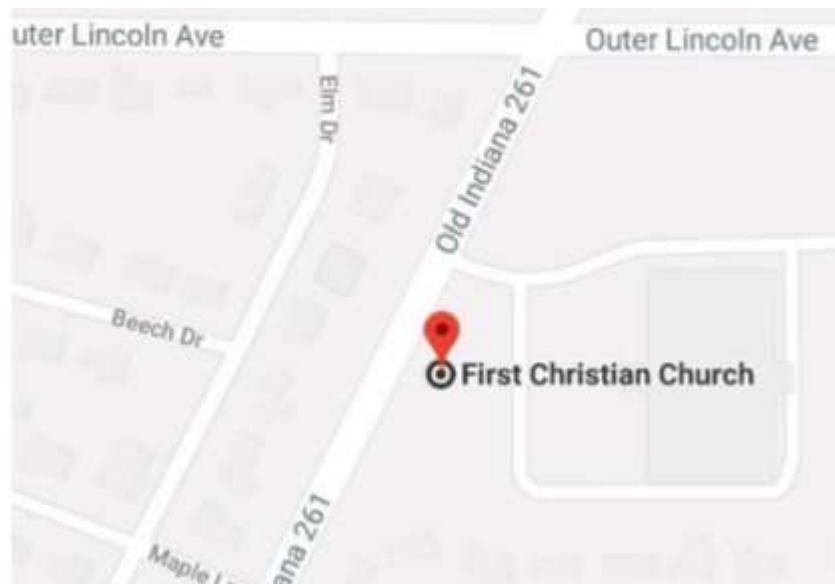 uter Lincoln Ave
Outer Lincoln Ave
Elm Dr
Old Indiana 261
Beech Dr
First Christian Church
ana 261
Maple